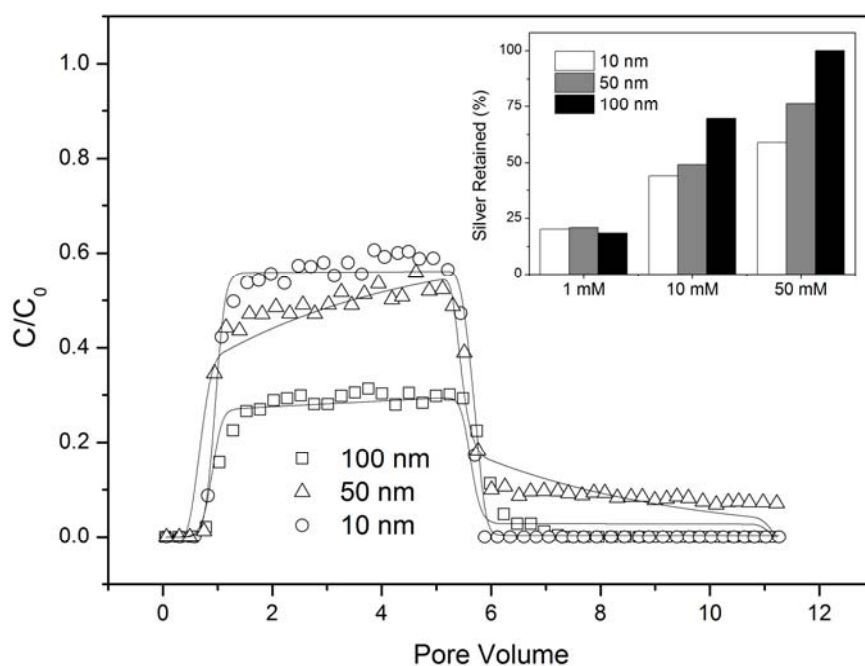 1.0
0.8
0.6
0.4
0.2
0.0
C/C0
0 2 4 6 8 10 12
Pore Volume
100 nm
50 nm
10 nm
100
75
50
25
0
Silver Retained (%)
10 nm
50 nm
100 nm
1 mM 10 mM 50 mM